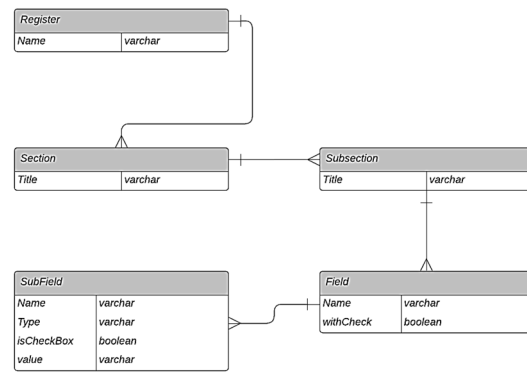 Register
Name varchar
Section
Title varchar
Subsection
Title varchar
SubField
Name varchar
Type varchar
isCheckBox boolean
value varchar
Field
Name varchar
withCheck boolean